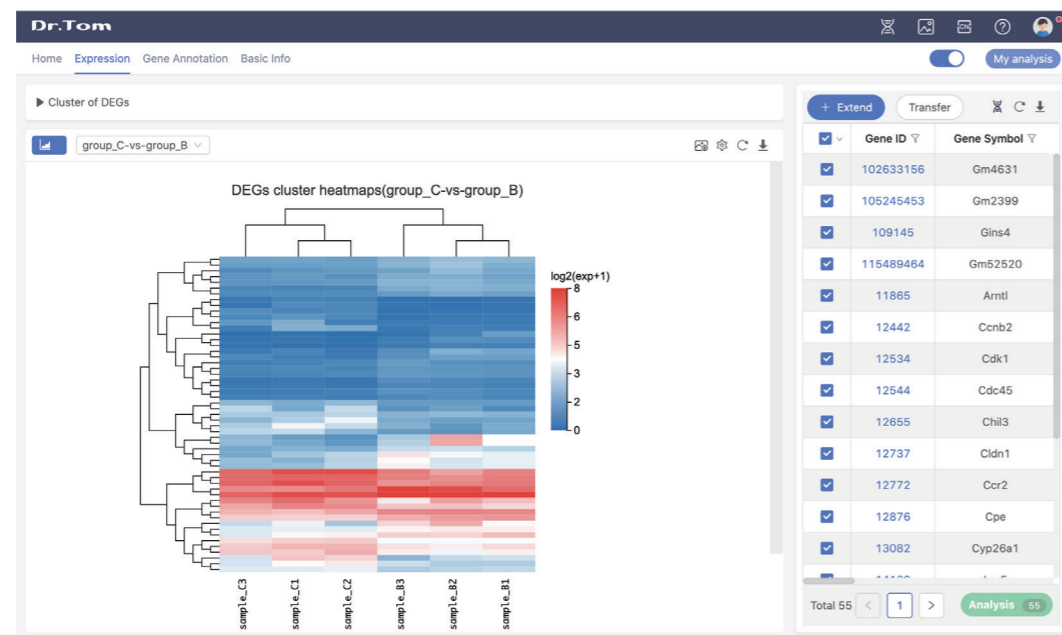 Dr.Tom
Home Expression Gene Annotation Basic Info My analysis
Cluster of DEGs
group_C-vs-group_B
DEGs cluster heatmaps(group_C-vs-group_B)
log2(exp+1)
8
6
5
3
2
0
sample_C3
sample_C1
sample_C2
sample_B3
sample_B2
sample_B1
+ Extend Transfer
Gene ID Gene Symbol
102633156 Gm4631
105245453 Gm2399
109145 Gins4
115489464 Gm52520
11865 Arntl
12442 Ccnb2
12534 Cdk1
12544 Cdc45
12655 Chil3
12737 Cldn1
12772 Ccr2
12876 Cpe
13082 Cyp26a1
Total 55 < 1 > Analysis 55